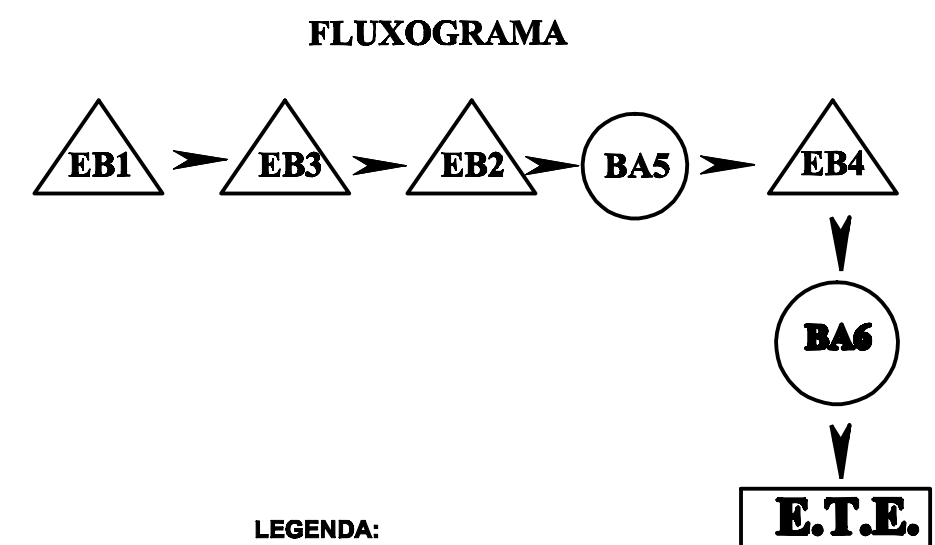 FLUXOGRAMA
EB1 EB3 EB2 BA5 EB4
BA6
E.T.E.
LEGENDA: